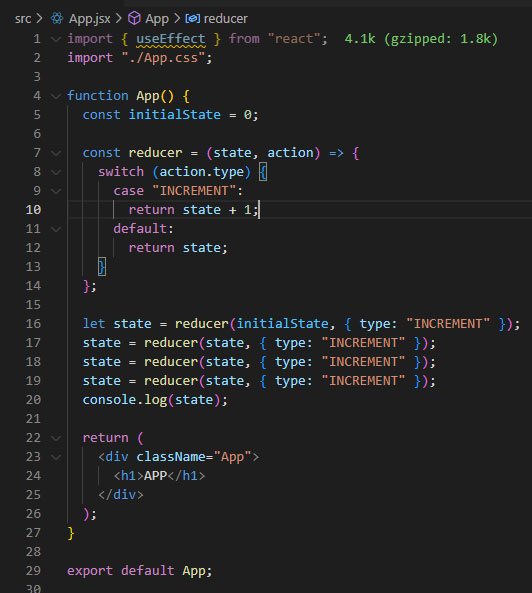 src > App.jsx > App > reducer
1 import { useEffect } from "react"; 4.1k (gzipped: 1.8k)
2 import "./App.css";
3
4 function App() {
5 const initialState = 0;
6
7 const reducer = (state, action) => {
8 switch (action.type) {
9 case "INCREMENT":
10 return state + 1;
11 default:
12 return state;
13 }
14 };
15
16 let state = reducer(initialState, { type: "INCREMENT" });
17 state = reducer(state, { type: "INCREMENT" });
18 state = reducer(state, { type: "INCREMENT" });
19 state = reducer(state, { type: "INCREMENT" });
20 console.log(state);
21
22 return (
23 <div className="App">
24 <h1>APP</h1>
25 </div>
26 );
27 }
28
29 export default App;
30